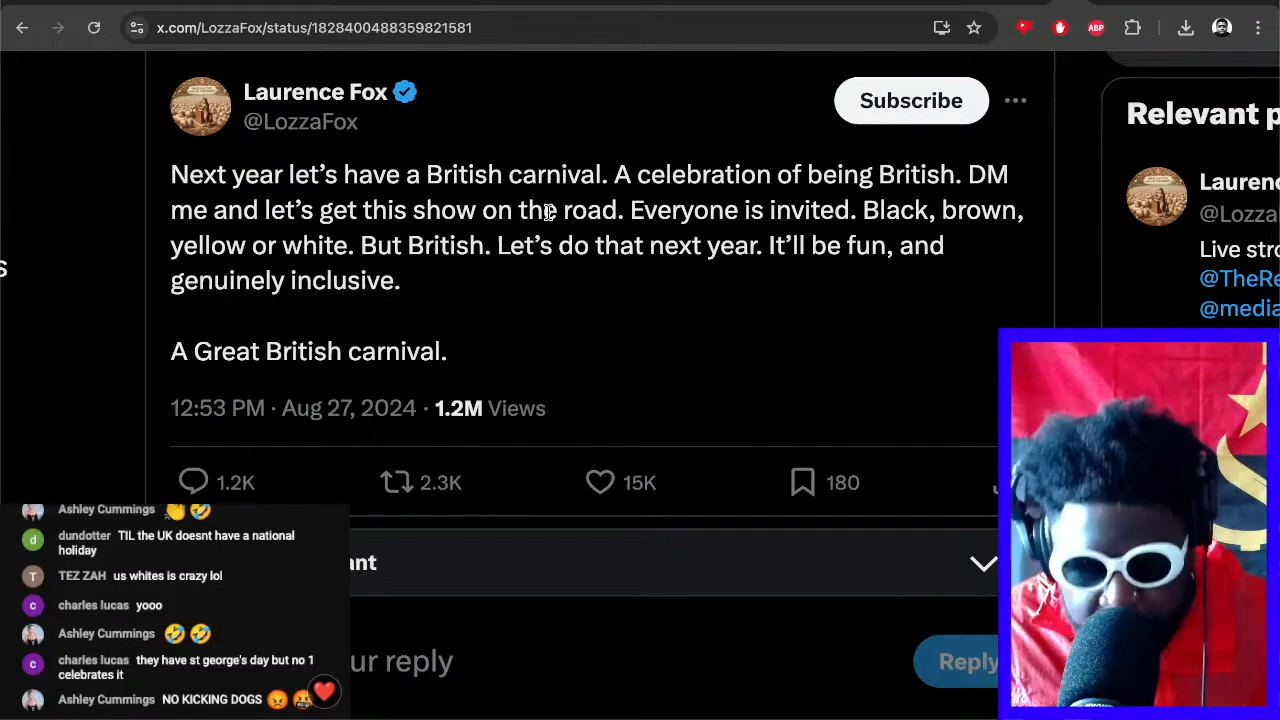 x.com/LozzaFox/status/1828400488359821581
ABP
Laurence Fox
@LozzaFox
Subscribe
Next year let’s have a British carnival. A celebration of being British. DM
me and let’s get this show on the road. Everyone is invited. Black, brown,
yellow or white. But British. Let’s do that next year. It’ll be fun, and
genuinely inclusive.
A Great British carnival.
12:53 PM · Aug 27, 2024 · 1.2M Views
1.2K
2.3K
15K
180
s
Relevant p
Lauren
@Lozza
Live stro
@TheRe
@media
ant
ur reply
Reply
Ashley Cummings 👏🤣
d
dundotter TIL the UK doesnt have a national
holiday
T
TEZ ZAH us whites is crazy lol
c
charles lucas yooo
Ashley Cummings 🤣🤣
c
charles lucas they have st george's day but no 1
celebrates it
Ashley Cummings NO KICKING DOGS 😡🤬